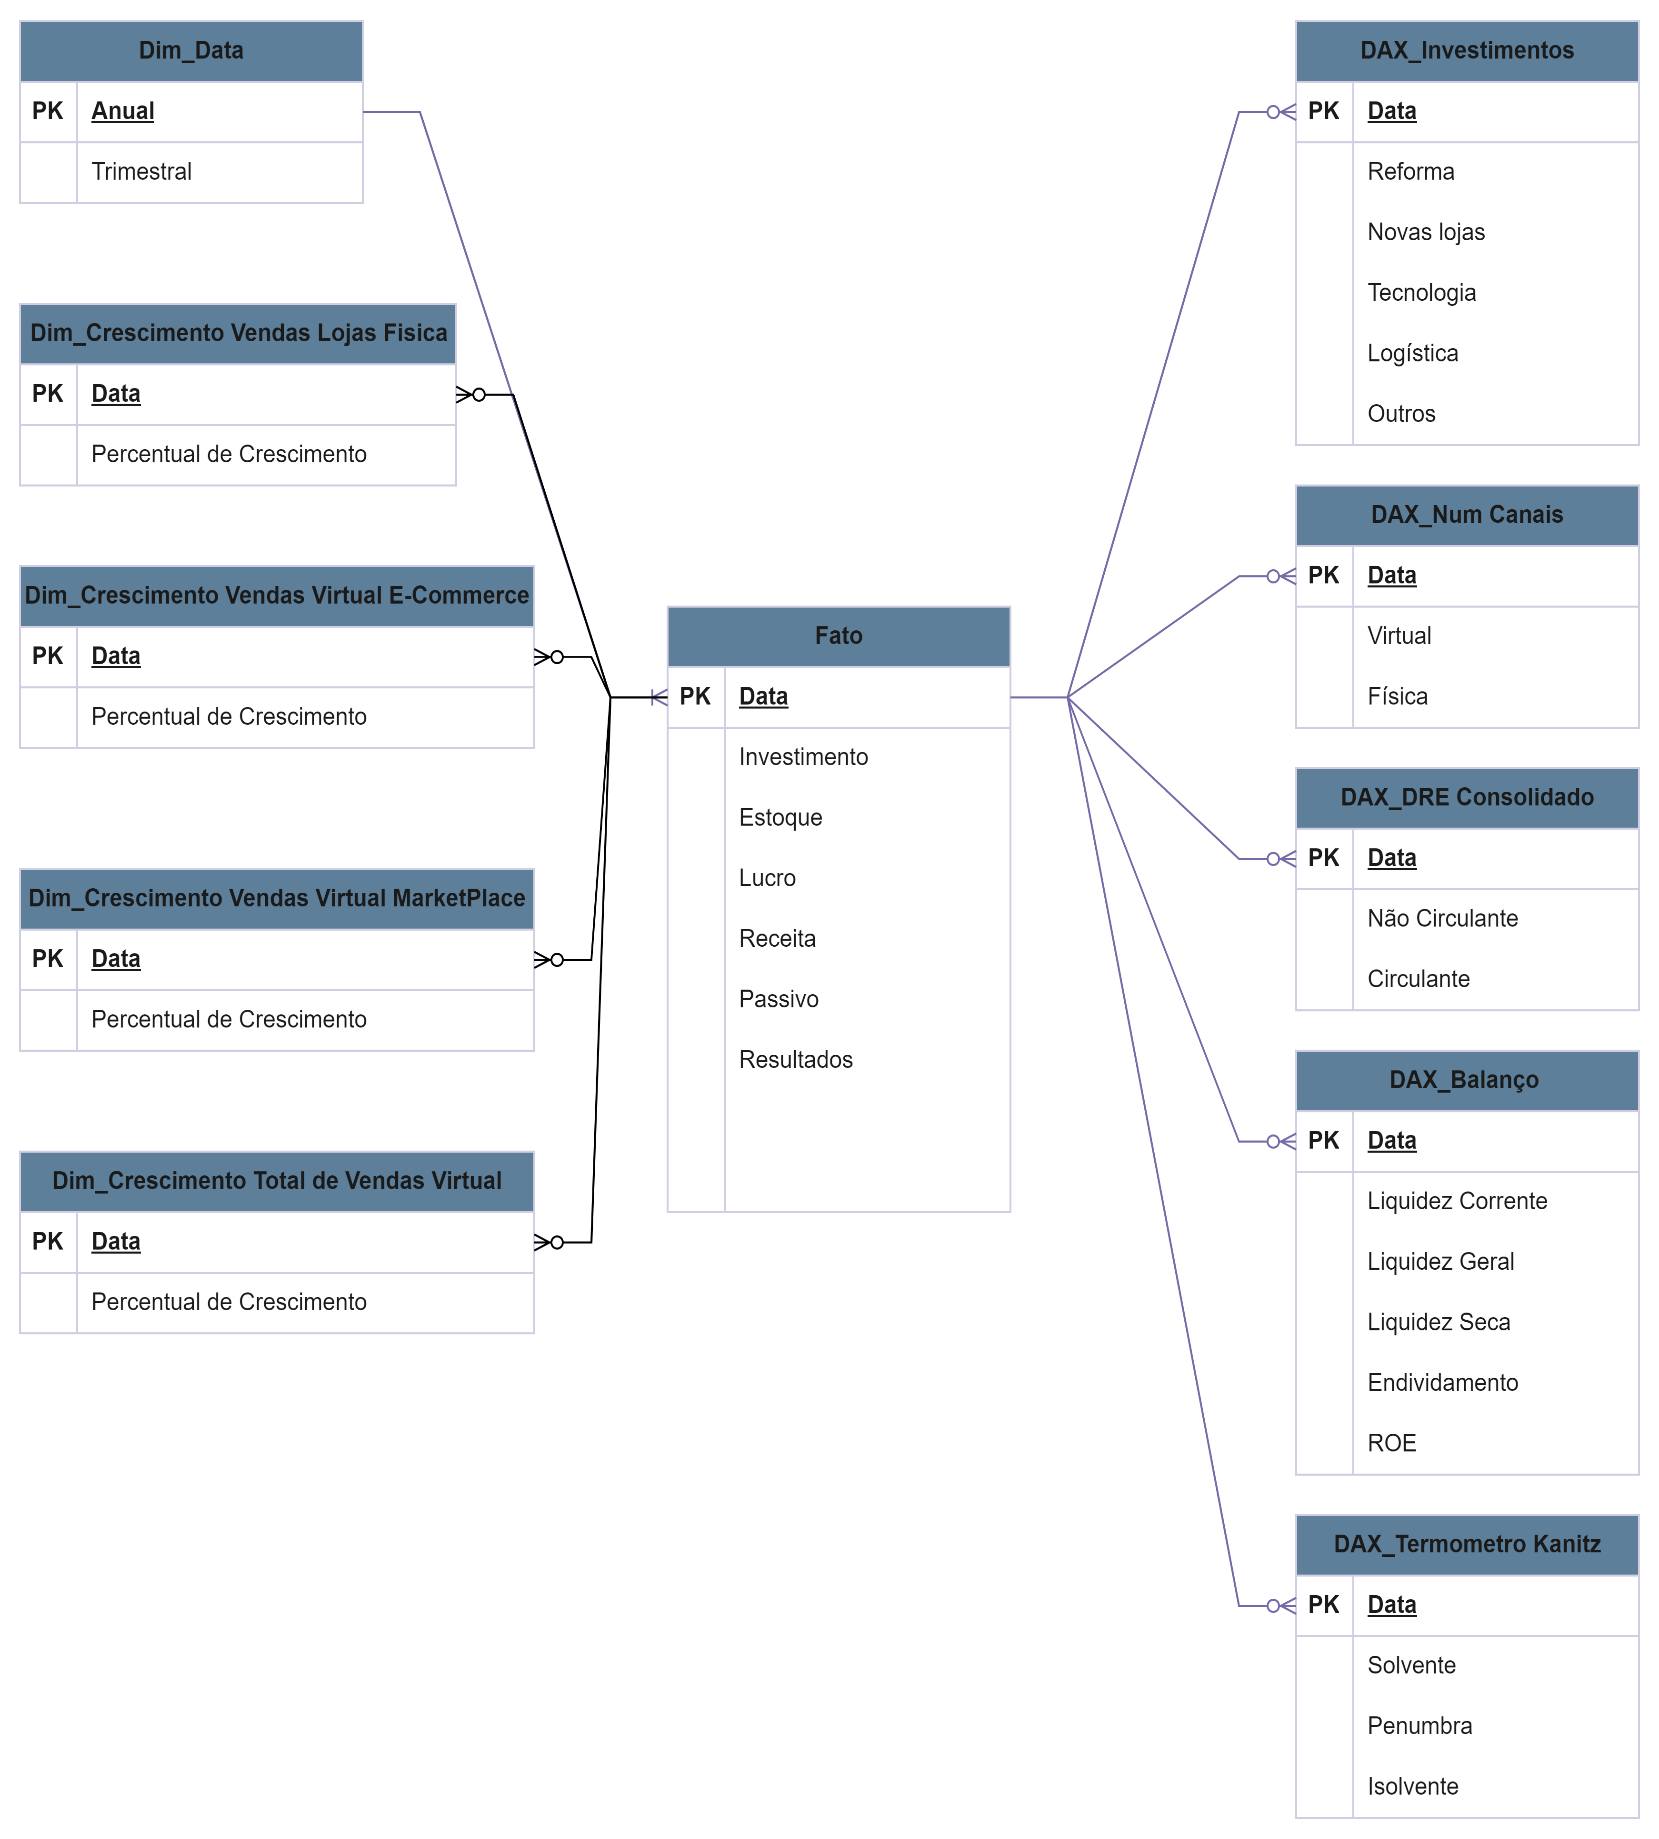 Dim_Data
PK Anual
Trimestral
Dim_Crescimento Vendas Lojas Fisica
PK Data
Percentual de Crescimento
Dim_Crescimento Vendas Virtual E-Commerce
PK Data
Percentual de Crescimento
Dim_Crescimento Vendas Virtual MarketPlace
PK Data
Percentual de Crescimento
Dim_Crescimento Total de Vendas Virtual
PK Data
Percentual de Crescimento
Fato
PK Data
Investimento
Estoque
Lucro
Receita
Passivo
Resultados
DAX_Investimentos
PK Data
Reforma
Novas lojas
Tecnologia
Logística
Outros
DAX_Num Canais
PK Data
Virtual
Física
DAX_DRE Consolidado
PK Data
Não Circulante
Circulante
DAX_Balanço
PK Data
Liquidez Corrente
Liquidez Geral
Liquidez Seca
Endividamento
ROE
DAX_Termometro Kanitz
PK Data
Solvente
Penumbra
Isolvente